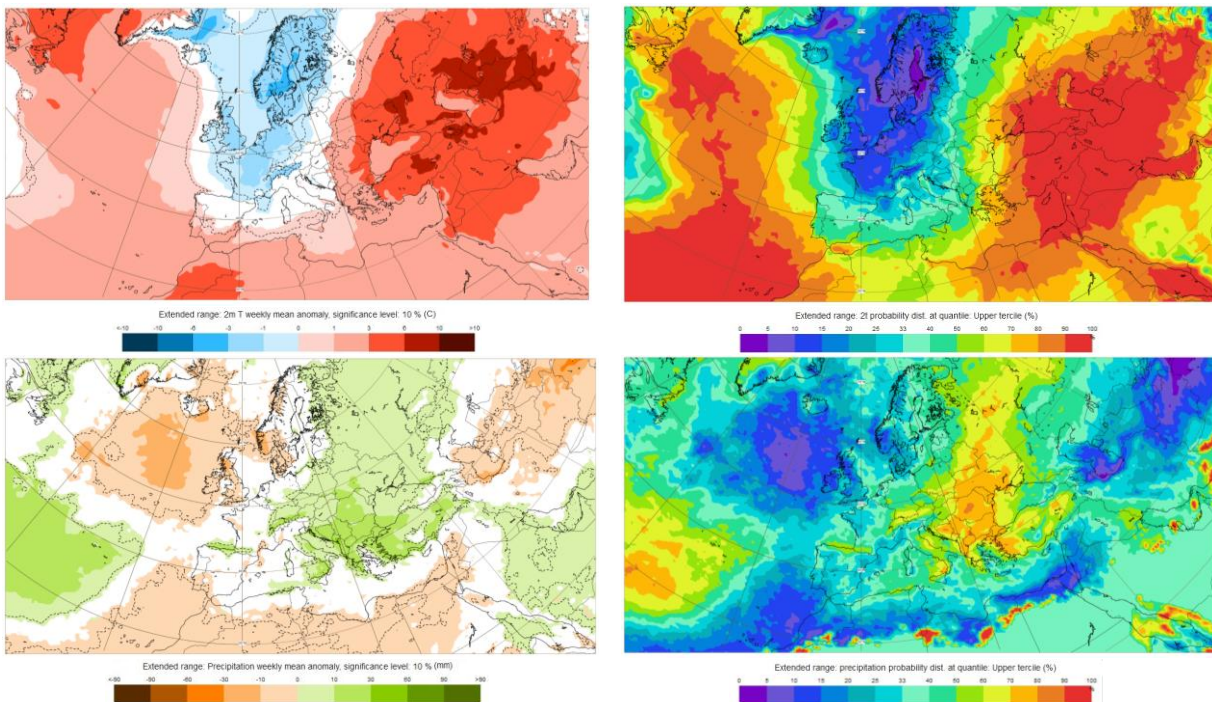 Extended range: 2m T weekly mean anomaly, significance level: 10 % (C)
<-10 -10 -6 -3 -1 0 1 3 6 10 >10
Extended range: 2t probability dist. at quantile: Upper tercile (%)
0 5 10 15 20 25 33 40 50 60 70 80 90 100
%
Extended range: Precipitation weekly mean anomaly, significance level: 10 % (mm)
<-90 -90 -60 -30 -10 0 10 30 60 90 >90
Extended range: precipitation probability dist. at quantile: Upper tercile (%)
0 5 10 15 20 25 33 40 50 60 70 80 90 100
%